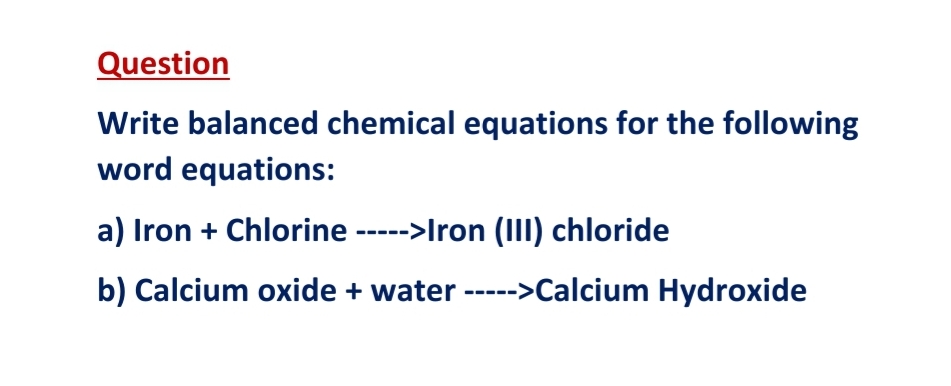 Question
Write balanced chemical equations for the following
word equations:
a) Iron + Chlorine ----->Iron (III) chloride
b) Calcium oxide + water ----->Calcium Hydroxide